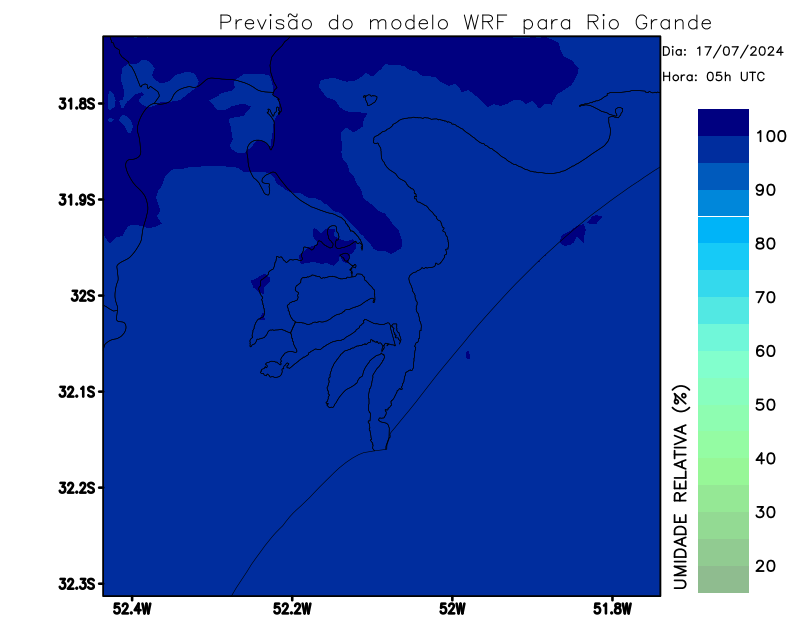 Previsão do modelo WRF para Rio Grande
Dia: 17/07/2024
Hora: 05h UTC
31.8S
31.9S
32S
32.1S
32.2S
32.3S
52.4W
52.2W
52W
51.8W
UMIDADE RELATIVA (%)
100
90
80
70
60
50
40
30
20